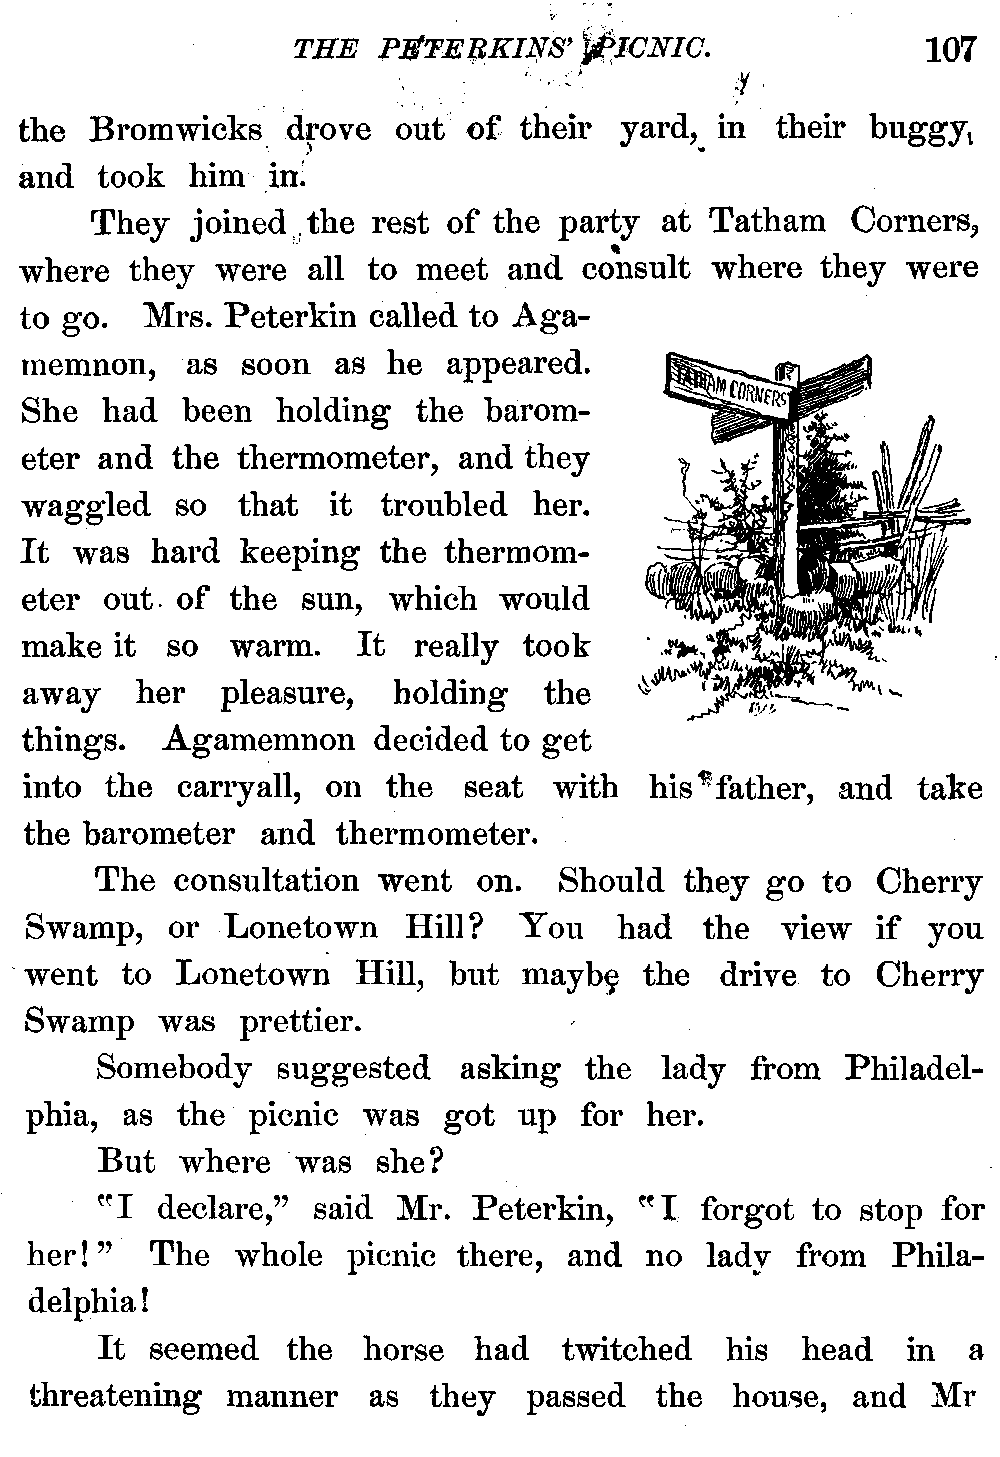 THE PETERKINS' PICNIC. 107
the Bromwicks drove out of their yard, in their buggy,
and took him in.
They joined the rest of the party at Tatham Corners,
where they were all to meet and consult where they were
to go. Mrs. Peterkin called to Aga-
memnon, as soon as he appeared.
She had been holding the barom-
eter and the thermometer, and they
waggled so that it troubled her.
It was hard keeping the thermom-
eter out of the sun, which would
make it so warm. It really took
away her pleasure, holding the
things. Agamemnon decided to get
TATHAM CORNERS
into the carryall, on the seat with his father, and take
the barometer and thermometer.
The consultation went on. Should they go to Cherry
Swamp, or Lonetown Hill? You had the view if you
went to Lonetown Hill, but maybe the drive to Cherry
Swamp was prettier.
Somebody suggested asking the lady from Philadel-
phia, as the picnic was got up for her.
But where was she?
"I declare," said Mr. Peterkin, "I forgot to stop for
her!" The whole picnic there, and no lady from Phila-
delphia!
It seemed the horse had twitched his head in a
threatening manner as they passed the house, and Mr